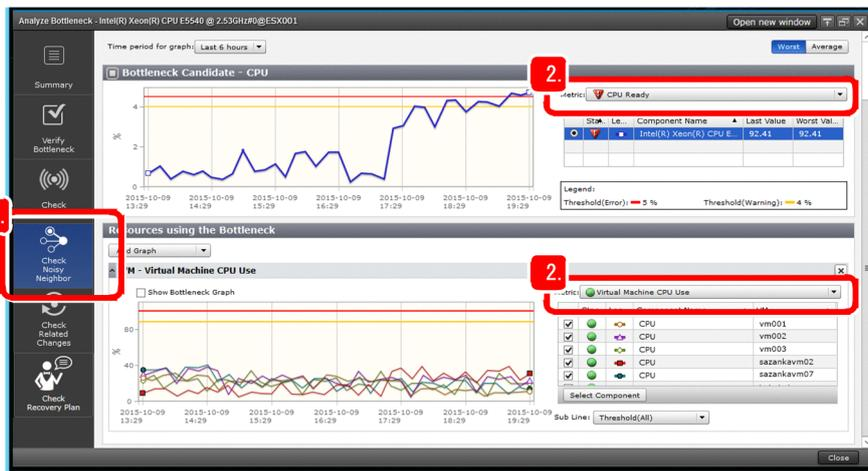 Analyze Bottleneck - Intel(R) Xeon(R) CPU E5540 @ 2.53GHz#0@ESX001
Open new window
Time period for graph: Last 6 hours
Worst Average
Summary
Verify
Bottleneck
Check
Check
Noisy
Neighbor
Check
Related
Changes
Check
Recovery Plan
Bottleneck Candidate - CPU
2.
Metric: CPU Ready
Sta.. Le... Component Name Last Value Worst Val...
Intel(R) Xeon(R) CPU E... 92.41 92.41
%
4
2
0
2015-10-09 2015-10-09 2015-10-09 2015-10-09 2015-10-09 2015-10-09 2015-10-09
13:29 14:29 15:29 16:29 17:29 18:29 19:29
Legend:
Threshold(Error): 5 % Threshold(Warning): 4 %
Resources using the Bottleneck
Add Graph
VM - Virtual Machine CPU Use
2.
Show Bottleneck Graph
Metric: Virtual Machine CPU Use
CPU vm001
CPU vm002
CPU vm003
CPU sazankavm02
CPU sazankavm07
Select Component
Sub Line: Threshold(All)
%
80
40
0
2015-10-09 2015-10-09 2015-10-09 2015-10-09 2015-10-09 2015-10-09 2015-10-09
13:29 14:29 15:29 16:29 17:29 18:29 19:29
Close